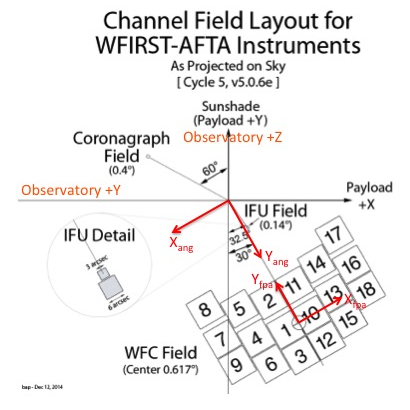 Channel Field Layout for
WFIRST-AFTA Instruments
As Projected on Sky
[ Cycle 5, v5.0.6e ]
Sunshade
(Payload +Y)
Observatory +Z
Coronagraph
Field
(0.4°)
60°
Observatory +Y
Payload
+X
IFU Field
(0.14°)
Xang
IFU Detail
3 arcsec
6 arcsec
32.5°
30°
Yang
Yfpa
Xfpa
17
14
16
11
13
18
2
10
15
5
1
12
8
4
3
7
6
9
WFC Field
(Center 0.617°)
bap - Dec 12, 2014